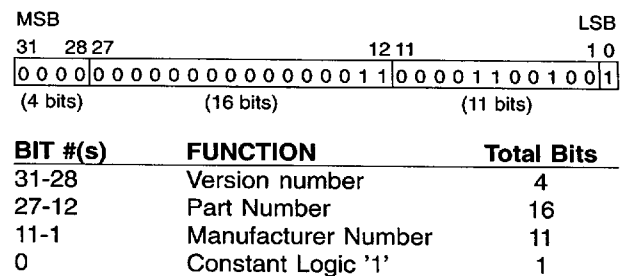 MSB LSB
31 28 27 12 11 1 0
0 0 0 0 0 0 0 0 0 0 0 0 0 0 0 0 0 0 1 1 0 0 0 0 1 1 0 0 1 0 0 1
(4 bits) (16 bits) (11 bits)
BIT #(s) FUNCTION Total Bits
31-28 Version number 4
27-12 Part Number 16
11-1 Manufacturer Number 11
0 Constant Logic '1' 1